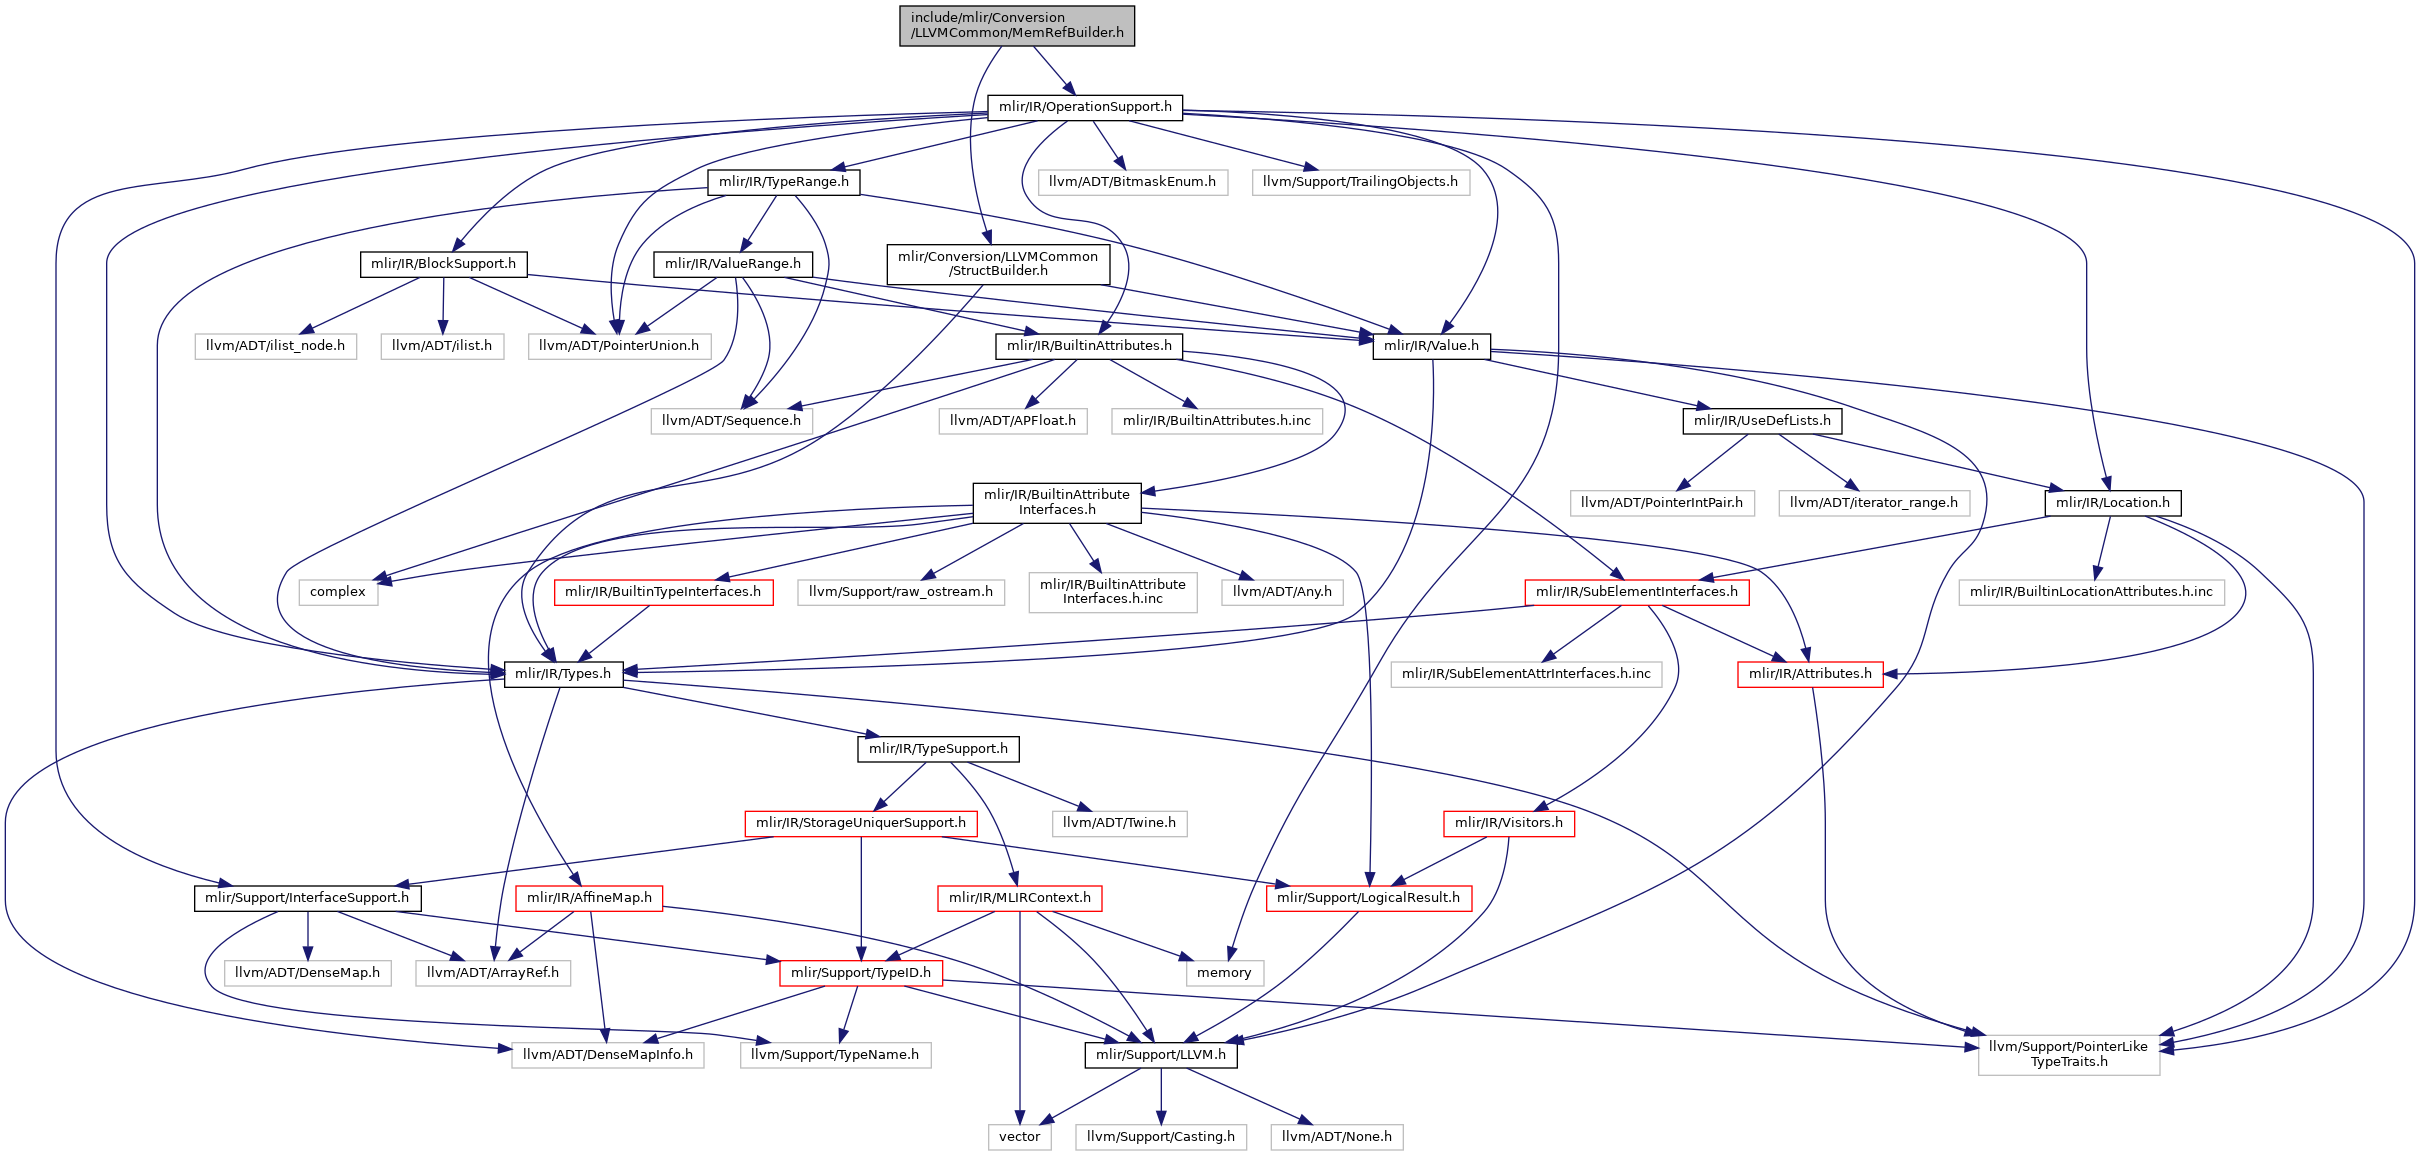 include/mlir/Conversion
/LLVMCommon/MemRefBuilder.h
mlir/IR/OperationSupport.h
mlir/IR/TypeRange.h
llvm/ADT/BitmaskEnum.h
llvm/Support/TrailingObjects.h
mlir/IR/BlockSupport.h
mlir/IR/ValueRange.h
mlir/Conversion/LLVMCommon
/StructBuilder.h
llvm/ADT/ilist_node.h
llvm/ADT/ilist.h
llvm/ADT/PointerUnion.h
mlir/IR/BuiltinAttributes.h
mlir/IR/Value.h
llvm/ADT/Sequence.h
llvm/ADT/APFloat.h
mlir/IR/BuiltinAttributes.h.inc
mlir/IR/UseDefLists.h
mlir/IR/BuiltinAttribute
Interfaces.h
llvm/ADT/PointerIntPair.h
llvm/ADT/iterator_range.h
mlir/IR/Location.h
complex
mlir/IR/BuiltinTypeInterfaces.h
llvm/Support/raw_ostream.h
mlir/IR/BuiltinAttribute
Interfaces.h.inc
llvm/ADT/Any.h
mlir/IR/SubElementInterfaces.h
mlir/IR/BuiltinLocationAttributes.h.inc
mlir/IR/Types.h
mlir/IR/SubElementAttrInterfaces.h.inc
mlir/IR/Attributes.h
mlir/IR/TypeSupport.h
mlir/IR/StorageUniquerSupport.h
llvm/ADT/Twine.h
mlir/IR/Visitors.h
mlir/Support/InterfaceSupport.h
mlir/IR/AffineMap.h
mlir/IR/MLIRContext.h
mlir/Support/LogicalResult.h
llvm/ADT/DenseMap.h
llvm/ADT/ArrayRef.h
mlir/Support/TypeID.h
memory
llvm/ADT/DenseMapInfo.h
llvm/Support/TypeName.h
mlir/Support/LLVM.h
llvm/Support/PointerLike
TypeTraits.h
vector
llvm/Support/Casting.h
llvm/ADT/None.h